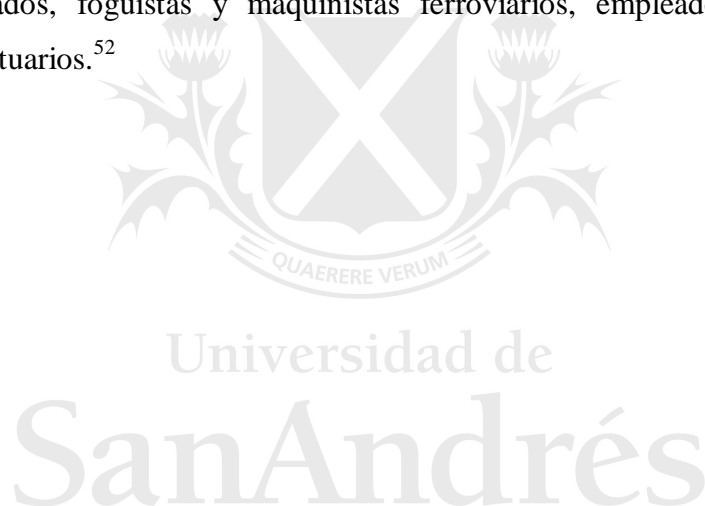 ados, foguistas y maquinistas ferroviarios, emplead
tuarios.52
QUAERERE VERUM
Universidad de
SanAndrés